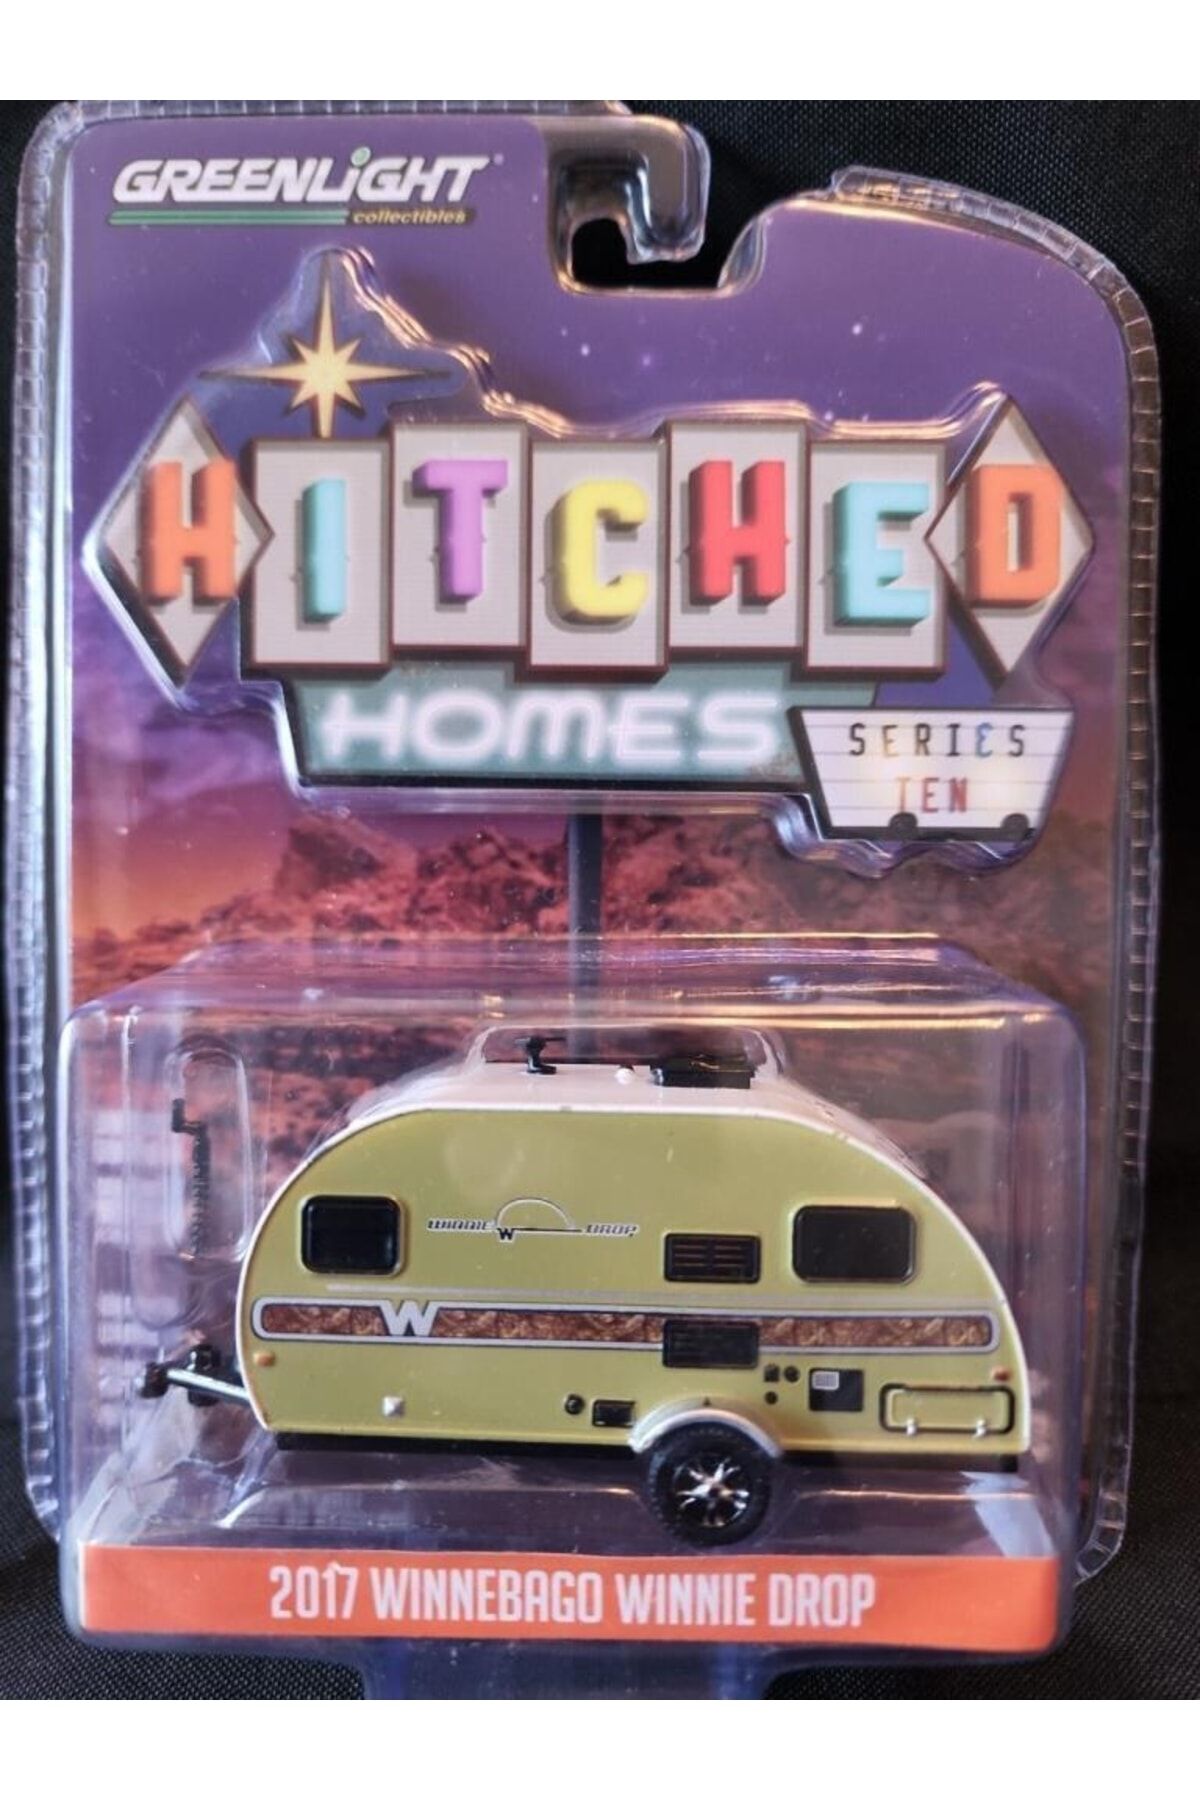 GREENLiGHT®
collectibles
HITCHED
HOMES
SERIES
TEN
WINNIE W DROP
W
2017 WINNEBAGO WINNIE DROP